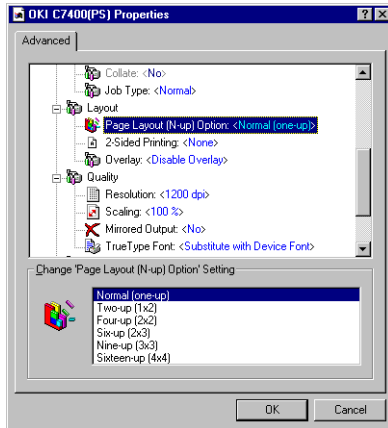 OKI C7400(PS) Properties
Advanced
Collate: <No>
Job Type: <Normal>
Layout
Page Layout (N-up) Option: <Normal (one-up)>
2-Sided Printing: <None>
Overlay: <Disable Overlay>
Quality
Resolution: <1200 dpi>
Scaling: <100 %>
Mirrored Output: <No>
TrueType Font: <Substitute with Device Font>
Change 'Page Layout (N-up) Option' Setting
Normal (one-up)
Two-up (1x2)
Four-up (2x2)
Six-up (2x3)
Nine-up (3x3)
Sixteen-up (4x4)
OK
Cancel